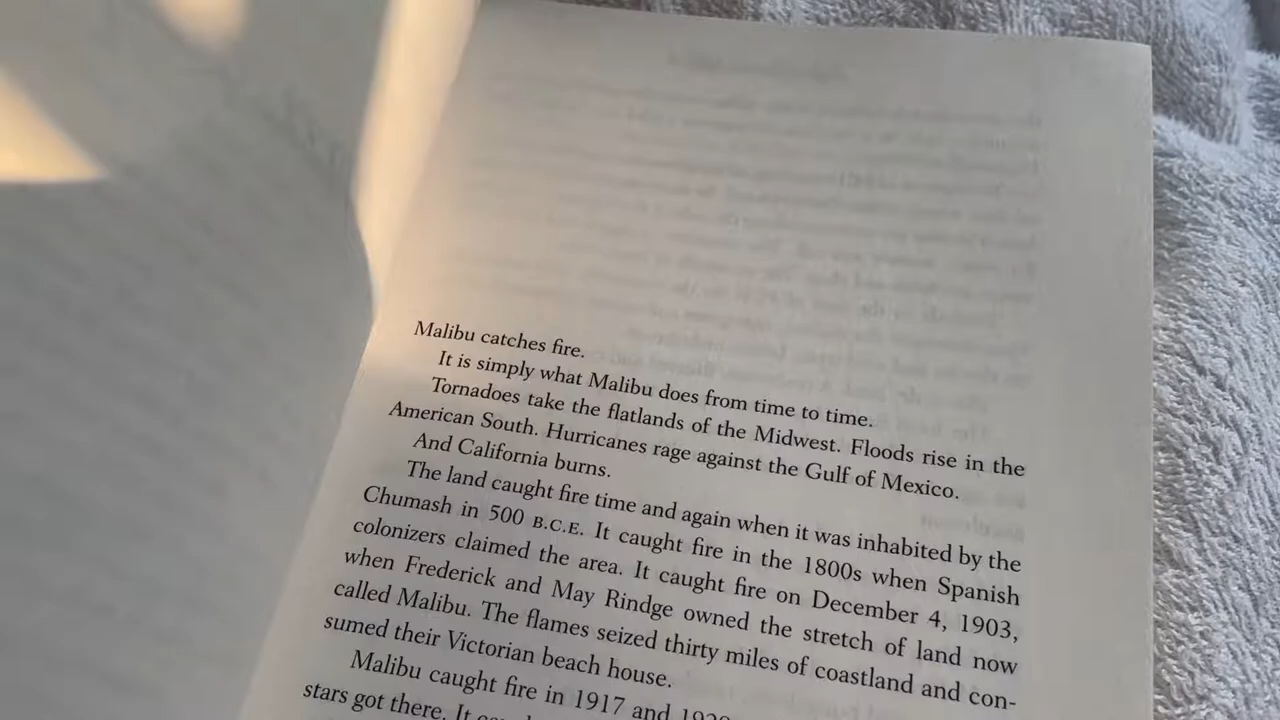 Malibu catches fire.
It is simply what Malibu does from time to time.
Tornadoes take the flatlands of the Midwest. Floods rise in the
American South. Hurricanes rage against the Gulf of Mexico.
And California burns.
The land caught fire time and again when it was inhabited by the
Chumash in 500 B.C.E. It caught fire in the 1800s when Spanish
colonizers claimed the area. It caught fire on December 4, 1903,
when Frederick and May Rindge owned the stretch of land now
called Malibu. The flames seized thirty miles of coastland and con-
sumed their Victorian beach house.
Malibu caught fire in 1917 and
stars got there. It